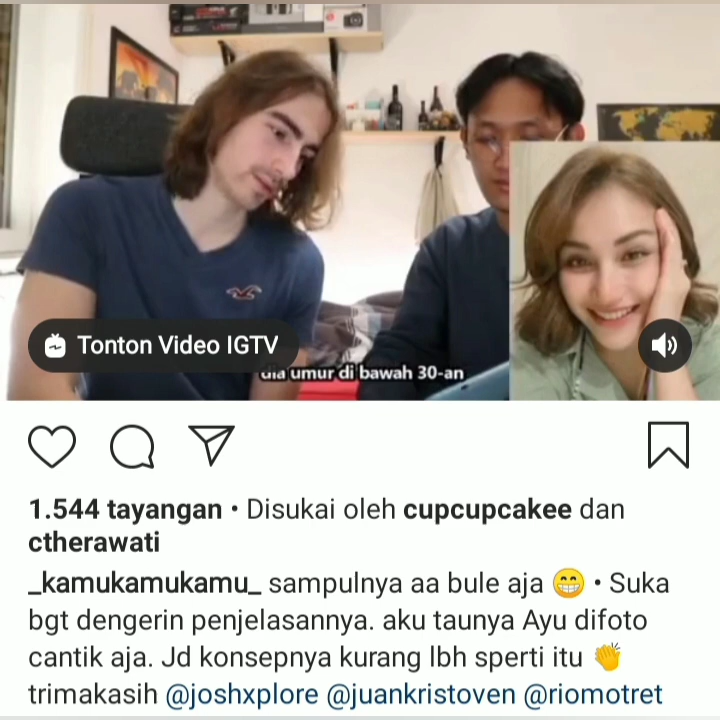 Tonton Video IGTV
dia umur di bawah 30-an
1.544 tayangan • Disukai oleh cupcupcakee dan
ctherawati
_kamukamukamu_ sampulnya aa bule aja 😁 • Suka
bgt dengerin penjelasannya. aku taunya Ayu difoto
cantik aja. Jd konsepnya kurang lbh sperti itu 👏
trimakasih @joshxplore @juankristoven @riomotret